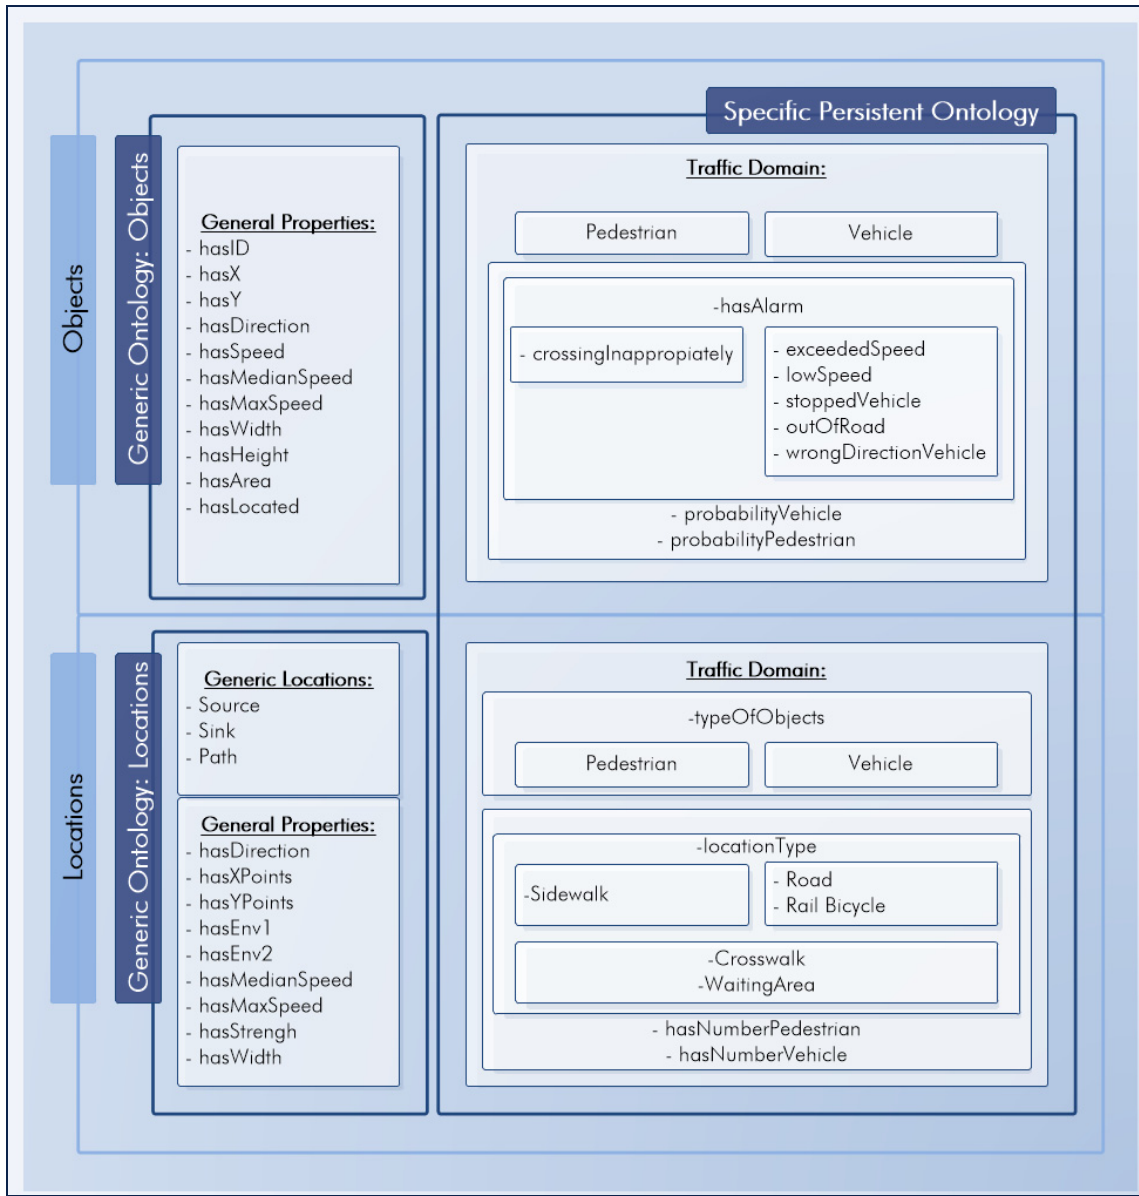 Specific Persistent Ontology
Objects
Generic Ontology: Objects
General Properties:
- hasID
- hasX
- hasY
- hasDirection
- hasSpeed
- hasMedianSpeed
- hasMaxSpeed
- hasWidth
- hasHeight
- hasArea
- hasLocated
Traffic Domain:
Pedestrian
Vehicle
-hasAlarm
- crossingInappropiately
- exceededSpeed
- lowSpeed
- stoppedVehicle
- outOfRoad
- wrongDirectionVehicle
- probabilityVehicle
- probabilityPedestrian
Locations
Generic Ontology: Locations
Generic Locations:
- Source
- Sink
- Path
General Properties:
- hasDirection
- hasXPoints
- hasYPoints
- hasEnv1
- hasEnv2
- hasMedianSpeed
- hasMaxSpeed
- hasStrengh
- hasWidth
Traffic Domain:
-typeOfObjects
Pedestrian
Vehicle
-locationType
-Sidewalk
- Road
- Rail Bicycle
-Crosswalk
-WaitingArea
- hasNumberPedestrian
- hasNumberVehicle